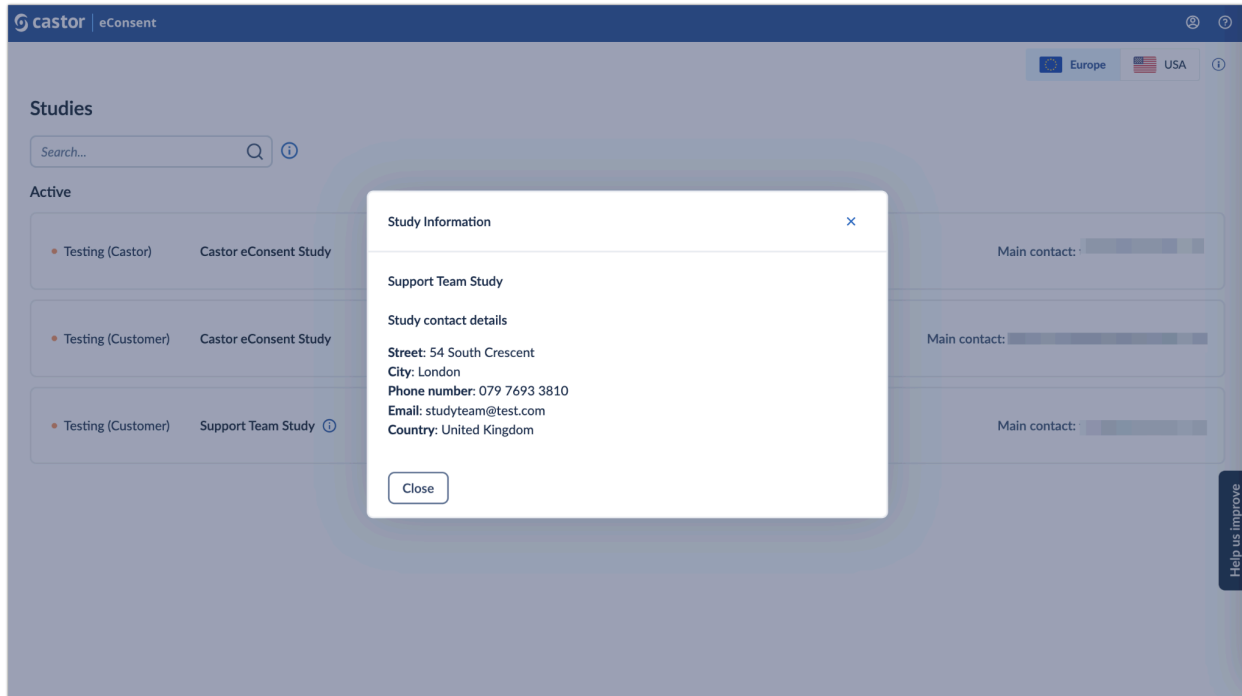 castor eConsent
Europe USA
Studies
Search...
Active
Testing (Castor) Castor eConsent Study Main contact:
Testing (Customer) Castor eConsent Study Main contact:
Testing (Customer) Support Team Study Main contact:
Study Information
Support Team Study
Study contact details
Street: 54 South Crescent
City: London
Phone number: 079 7693 3810
Email: studyteam@test.com
Country: United Kingdom
Close
Help us improve